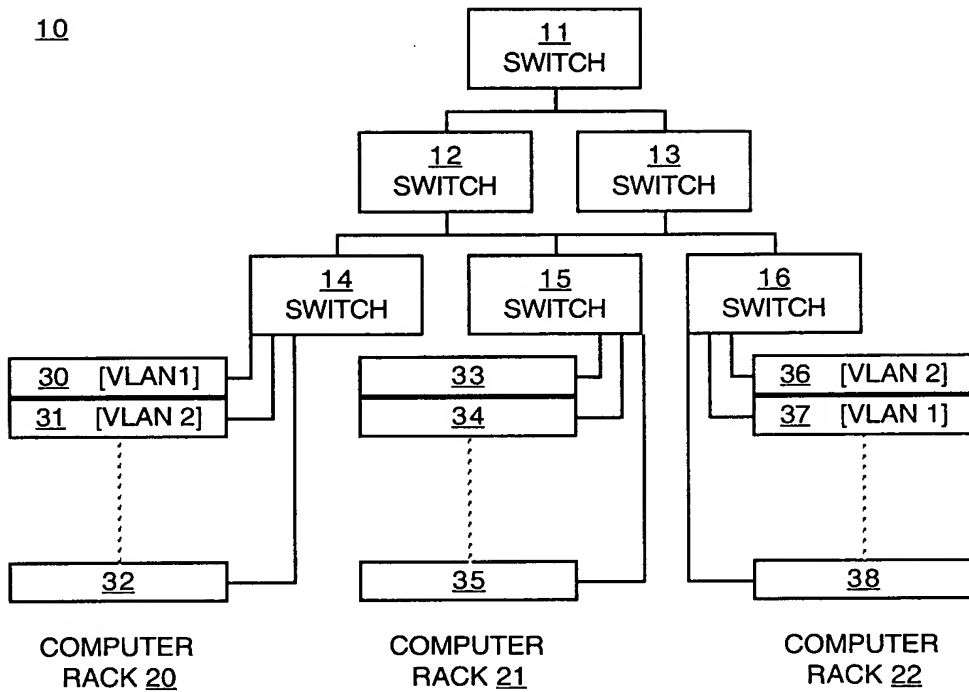 10
11
SWITCH
12
SWITCH
13
SWITCH
14
SWITCH
15
SWITCH
16
SWITCH
30 [VLAN1]
31 [VLAN 2]
32
33
34
35
36 [VLAN 2]
37 [VLAN 1]
38
COMPUTER
RACK 20
COMPUTER
RACK 21
COMPUTER
RACK 22